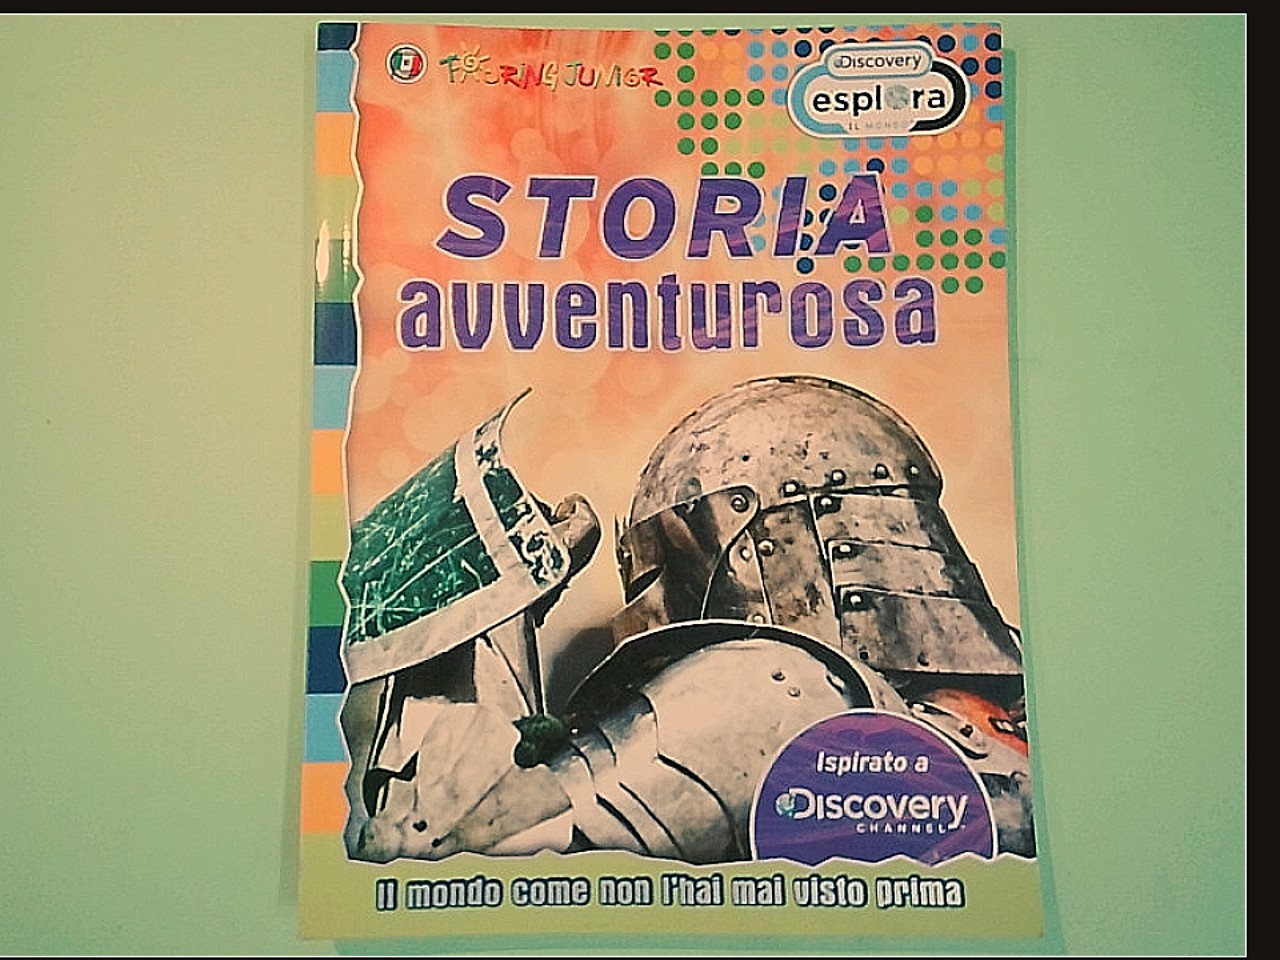 TOURING JUNIOR
Discovery
esplora
IL MONDO
STORIA
avventurosa
Ispirato a
Discovery
CHANNEL
Il mondo come non l'hai mai visto prima